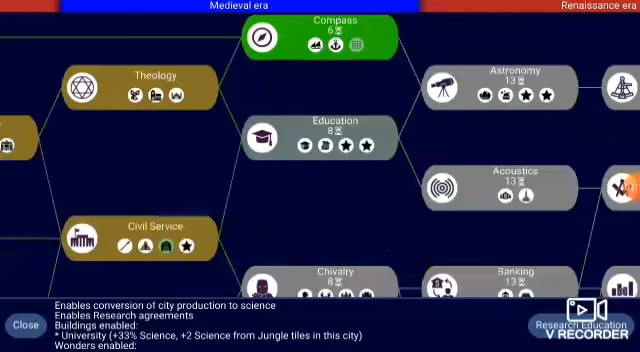 Medieval era
Renaissance era
Compass
6
Theology
Astronomy
13
Education
8
Acoustics
13
Civil Service
Chivalry
8
Banking
13
Enables conversion of city production to science
Enables Research agreements
Buildings enabled:
* University (+33% Science, +2 Science from Jungle tiles in this city)
Wonders enabled:
Close
Research Education
V RECORDER